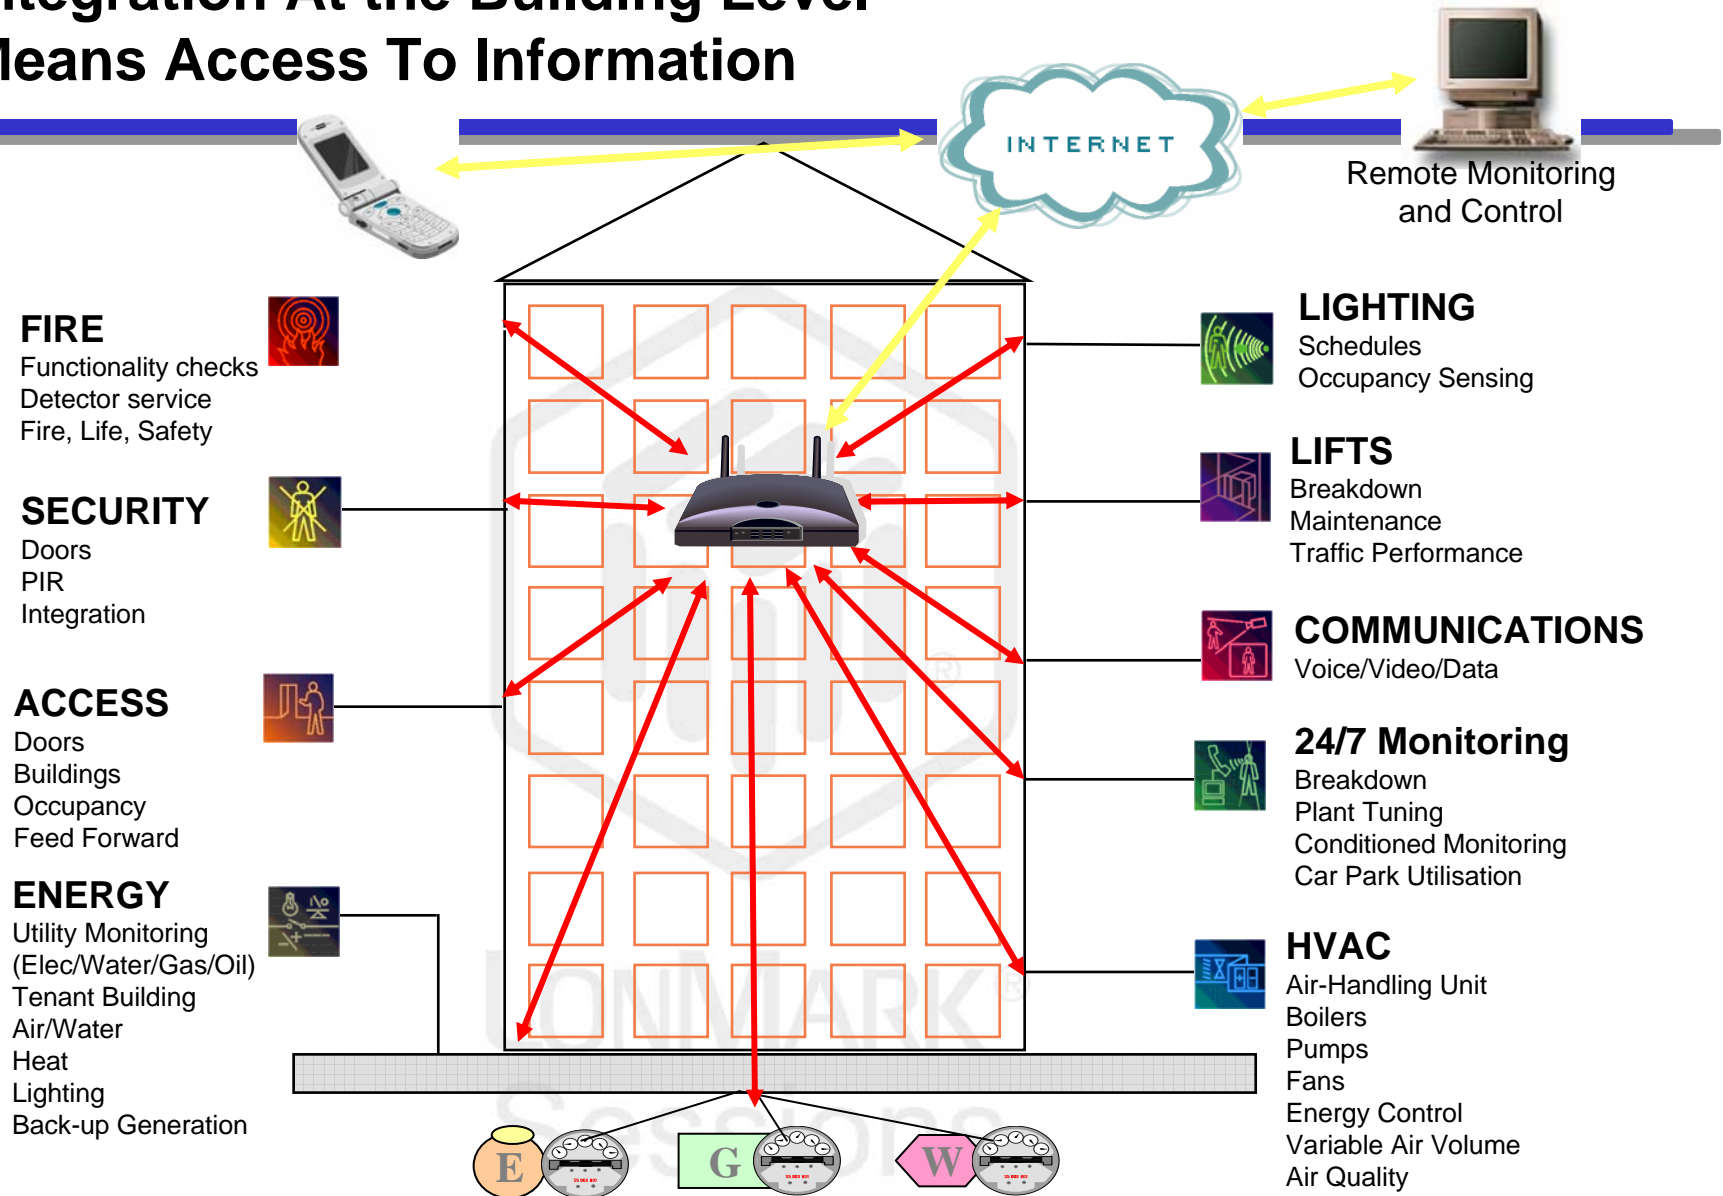 ntegration At the Building Level
Means Access To Information
INTERNET
Remote Monitoring
and Control
FIRE
Functionality checks
Detector service
Fire, Life, Safety
SECURITY
Doors
PIR
Integration
ACCESS
Doors
Buildings
Occupancy
Feed Forward
ENERGY
Utility Monitoring
(Elec/Water/Gas/Oil)
Tenant Building
Air/Water
Heat
Lighting
Back-up Generation
LIGHTING
Schedules
Occupancy Sensing
LIFTS
Breakdown
Maintenance
Traffic Performance
COMMUNICATIONS
Voice/Video/Data
24/7 Monitoring
Breakdown
Plant Tuning
Conditioned Monitoring
Car Park Utilisation
HVAC
Air-Handling Unit
Boilers
Pumps
Fans
Energy Control
Variable Air Volume
Air Quality
®
LONMARK®
Sessions
E
G
W